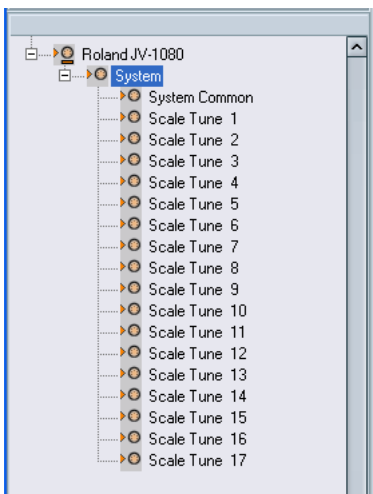 Roland JV-1080
System
System Common
Scale Tune 1
Scale Tune 2
Scale Tune 3
Scale Tune 4
Scale Tune 5
Scale Tune 6
Scale Tune 7
Scale Tune 8
Scale Tune 9
Scale Tune 10
Scale Tune 11
Scale Tune 12
Scale Tune 13
Scale Tune 14
Scale Tune 15
Scale Tune 16
Scale Tune 17